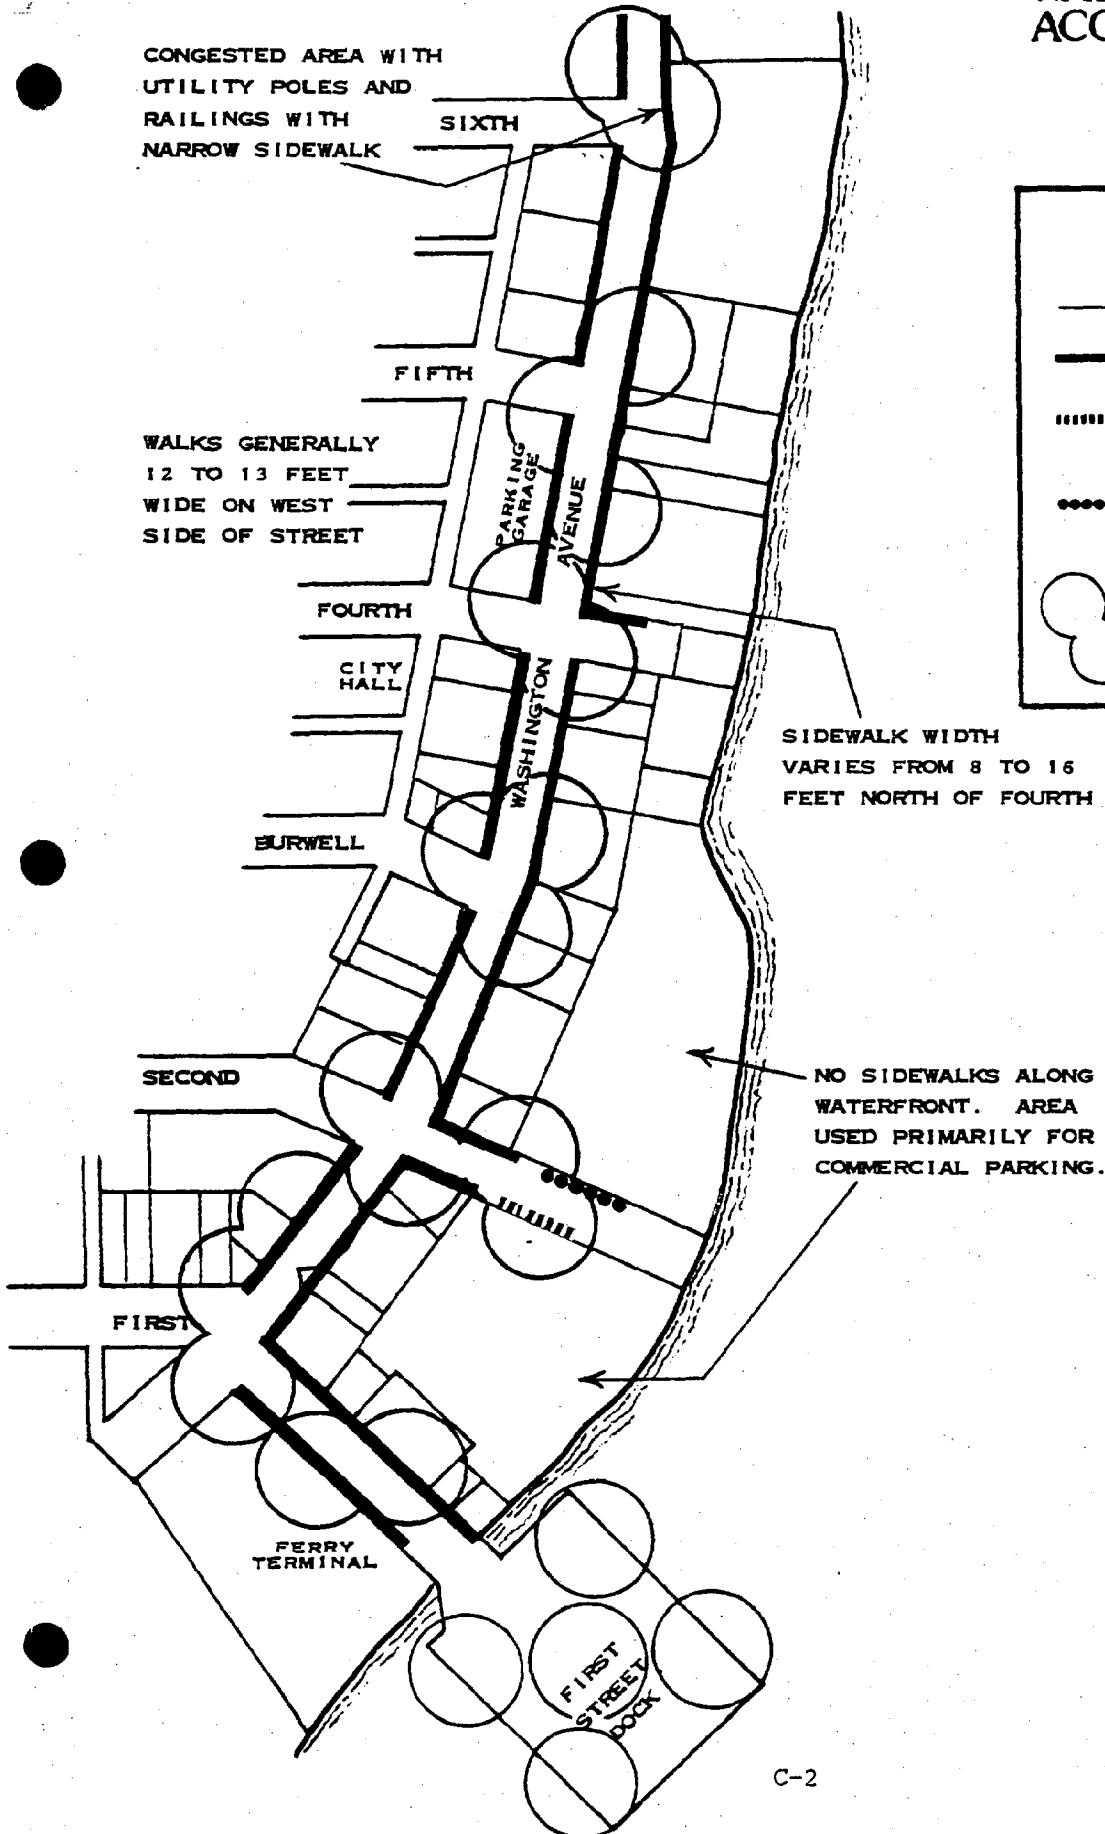 ACC
CONGESTED AREA WITH
UTILITY POLES AND
RAILINGS WITH
NARROW SIDEWALK
SIXTH
FIFTH
WALKS GENERALLY
12 TO 13 FEET
WIDE ON WEST
SIDE OF STREET
PARKING
GARAGE
AVENUE
FOURTH
CITY
HALL
WASHINGTON
SIDEWALK WIDTH
VARIES FROM 8 TO 16
FEET NORTH OF FOURTH
BURWELL
SECOND
NO SIDEWALKS ALONG
WATERFRONT. AREA
USED PRIMARILY FOR
COMMERCIAL PARKING.
FIRST
FERRY
TERMINAL
FIRST
STREET
DOCK
C-2